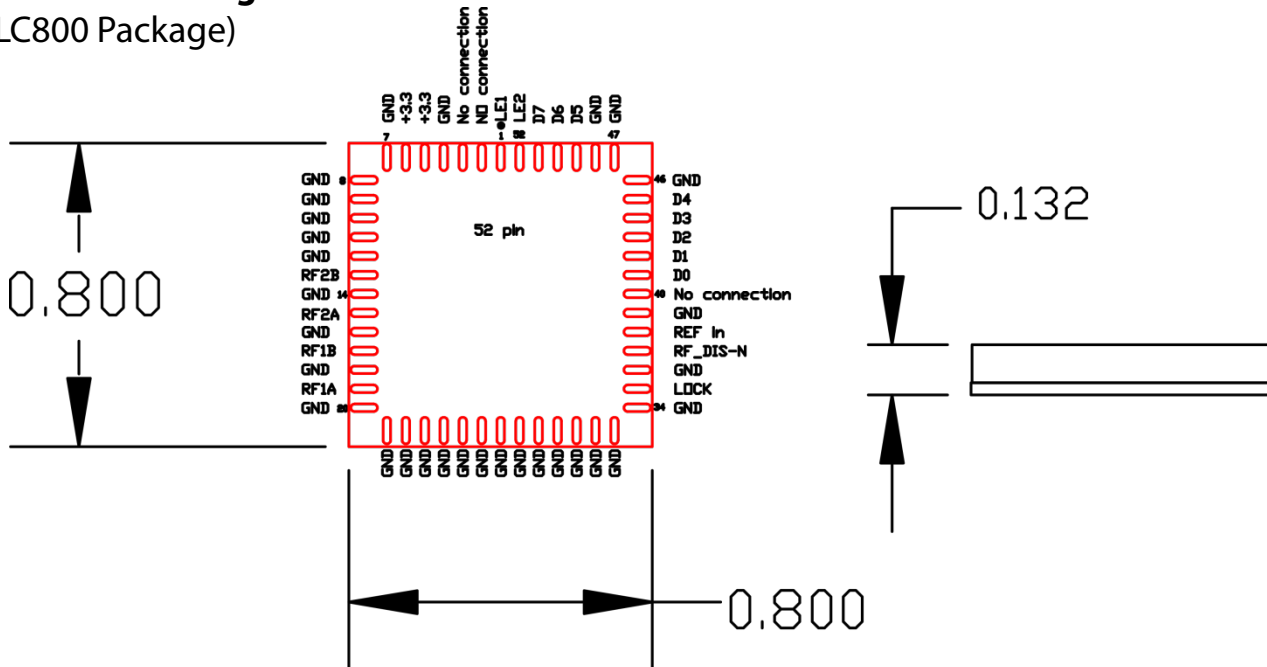 LC800 Package)
GND
+3.3
+3.3
GND
No connection
NO connection
LE1
LE2
D7
D6
D5
GND
GND
7
1
52
47
GND 8
GND
GND
GND
GND
RF2B
GND 14
RF2A
GND
RF1B
GND
RF1A
GND 20
52 pin
46 GND
D4
D3
D2
D1
D0
40 No connection
GND
REF in
RF_DIS-N
GND
LOCK
34 GND
GND
GND
GND
GND
GND
GND
GND
GND
GND
GND
GND
GND
GND
0.800
0.132
0.800